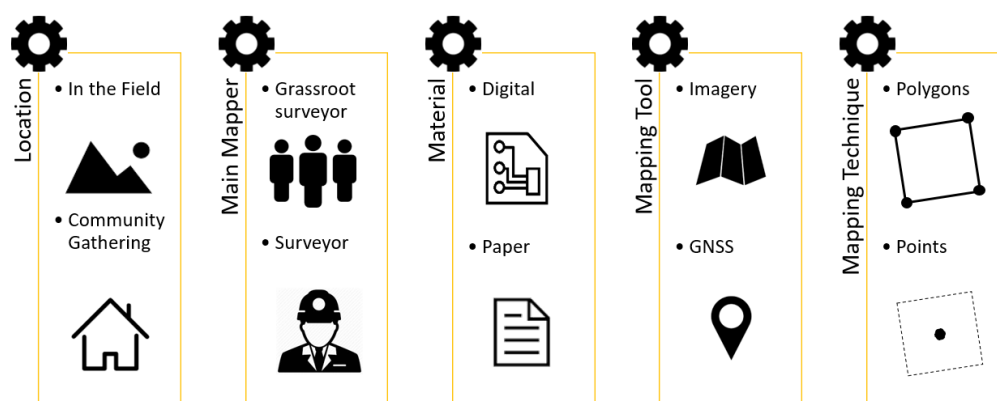 Location
• In the Field
• Community
Gathering
Main Mapper
• Grassroot
surveyor
• Surveyor
Material
• Digital
• Paper
Mapping Tool
• Imagery
• GNSS
Mapping Technique
• Polygons
• Points